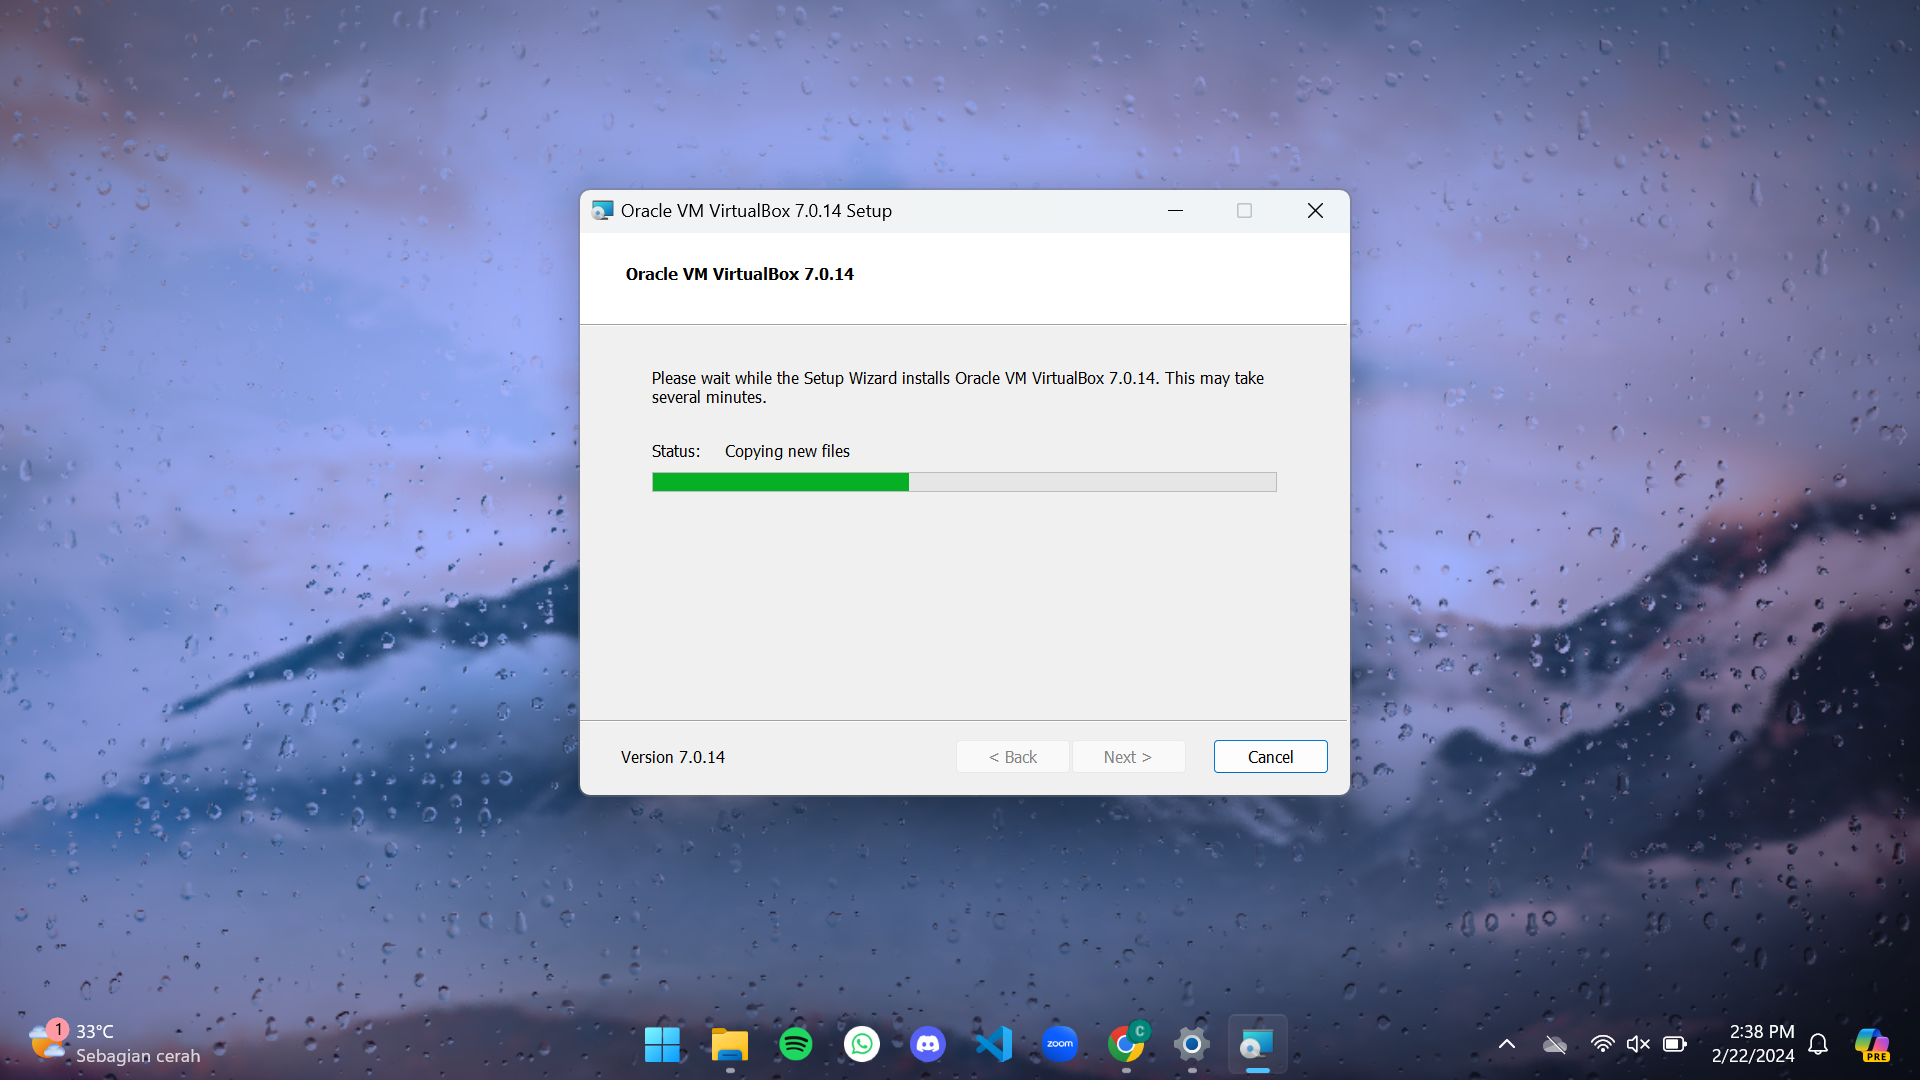 Oracle VM VirtualBox 7.0.14 Setup
Oracle VM VirtualBox 7.0.14
Please wait while the Setup Wizard installs Oracle VM VirtualBox 7.0.14. This may take
several minutes.
Status: Copying new files
Version 7.0.14
< Back
Next >
Cancel
1
33°C
Sebagian cerah
zoom
C
2:38 PM
2/22/2024
PRE